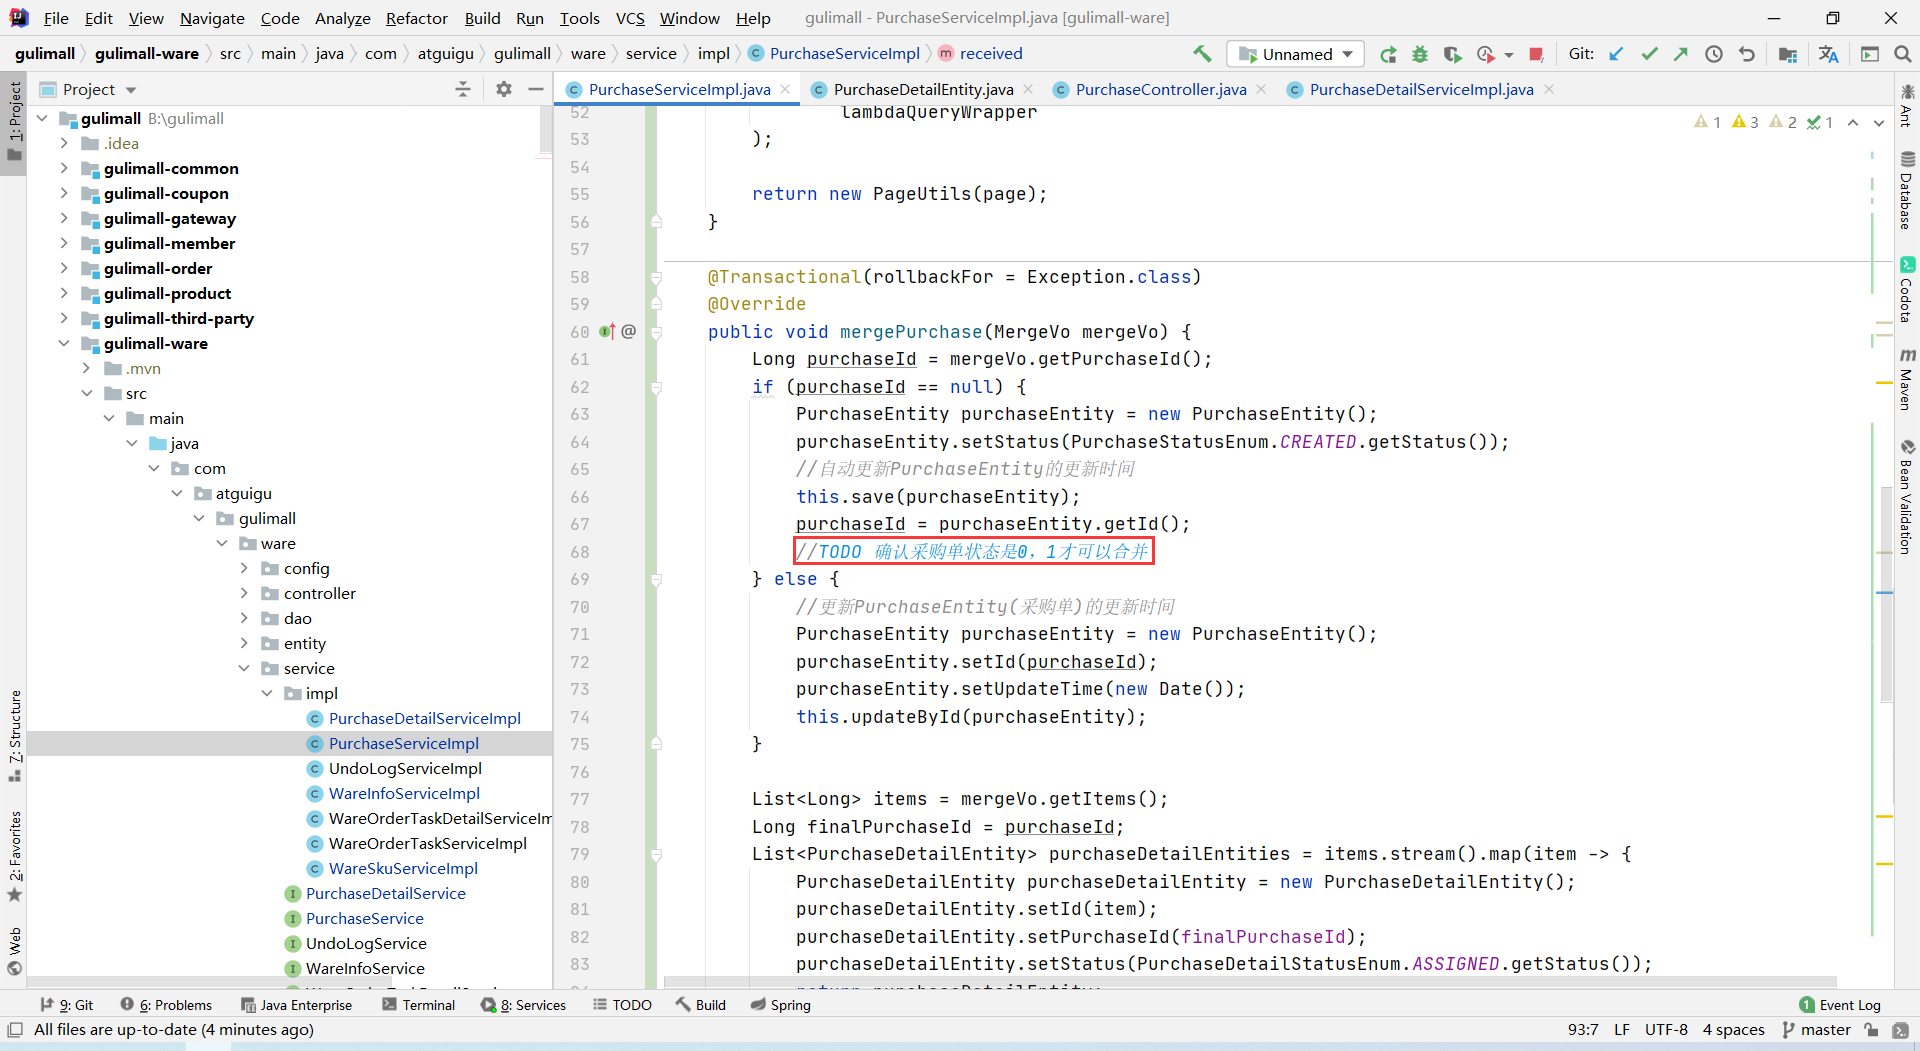 File Edit View Navigate Code Analyze Refactor Build Run Tools VCS Window Help gulimall - PurchaseServiceImpl.java [gulimall-ware]
gulimall gulimall-ware src main java com atguigu gulimall ware service impl PurchaseServiceImpl received Unnamed Git:
1: Project
7: Structure
2: Favorites
Web
Project
gulimall B:\gulimall
.idea
gulimall-common
gulimall-coupon
gulimall-gateway
gulimall-member
gulimall-order
gulimall-product
gulimall-third-party
gulimall-ware
.mvn
src
main
java
com
atguigu
gulimall
ware
config
controller
dao
entity
service
impl
PurchaseDetailServiceImpl
PurchaseServiceImpl
UndoLogServiceImpl
WareInfoServiceImpl
WareOrderTaskDetailServiceIm
WareOrderTaskServiceImpl
WareSkuServiceImpl
PurchaseDetailService
PurchaseService
UndoLogService
WareInfoService
PurchaseServiceImpl.java PurchaseDetailEntity.java PurchaseController.java PurchaseDetailServiceImpl.java
1 3 2 1
52 lambdaQueryWrapper
53 );
54
55 return new PageUtils(page);
56 }
57
58 @Transactional(rollbackFor = Exception.class)
59 @Override
60 @ public void mergePurchase(MergeVo mergeVo) {
61 Long purchaseId = mergeVo.getPurchaseId();
62 if (purchaseId == null) {
63 PurchaseEntity purchaseEntity = new PurchaseEntity();
64 purchaseEntity.setStatus(PurchaseStatusEnum.CREATED.getStatus());
65 //自动更新PurchaseEntity的更新时间
66 this.save(purchaseEntity);
67 purchaseId = purchaseEntity.getId();
68 //TODO 确认采购单状态是0，1才可以合并
69 } else {
70 //更新PurchaseEntity(采购单)的更新时间
71 PurchaseEntity purchaseEntity = new PurchaseEntity();
72 purchaseEntity.setId(purchaseId);
73 purchaseEntity.setUpdateTime(new Date());
74 this.updateById(purchaseEntity);
75 }
76
77 List<Long> items = mergeVo.getItems();
78 Long finalPurchaseId = purchaseId;
79 List<PurchaseDetailEntity> purchaseDetailEntities = items.stream().map(item -> {
80 PurchaseDetailEntity purchaseDetailEntity = new PurchaseDetailEntity();
81 purchaseDetailEntity.setId(item);
82 purchaseDetailEntity.setPurchaseId(finalPurchaseId);
83 purchaseDetailEntity.setStatus(PurchaseDetailStatusEnum.ASSIGNED.getStatus());
Ant
Database
Codota
Maven
Bean Validation
9: Git 6: Problems Java Enterprise Terminal 8: Services TODO Build Spring 1 Event Log
All files are up-to-date (4 minutes ago) 93:7 LF UTF-8 4 spaces master